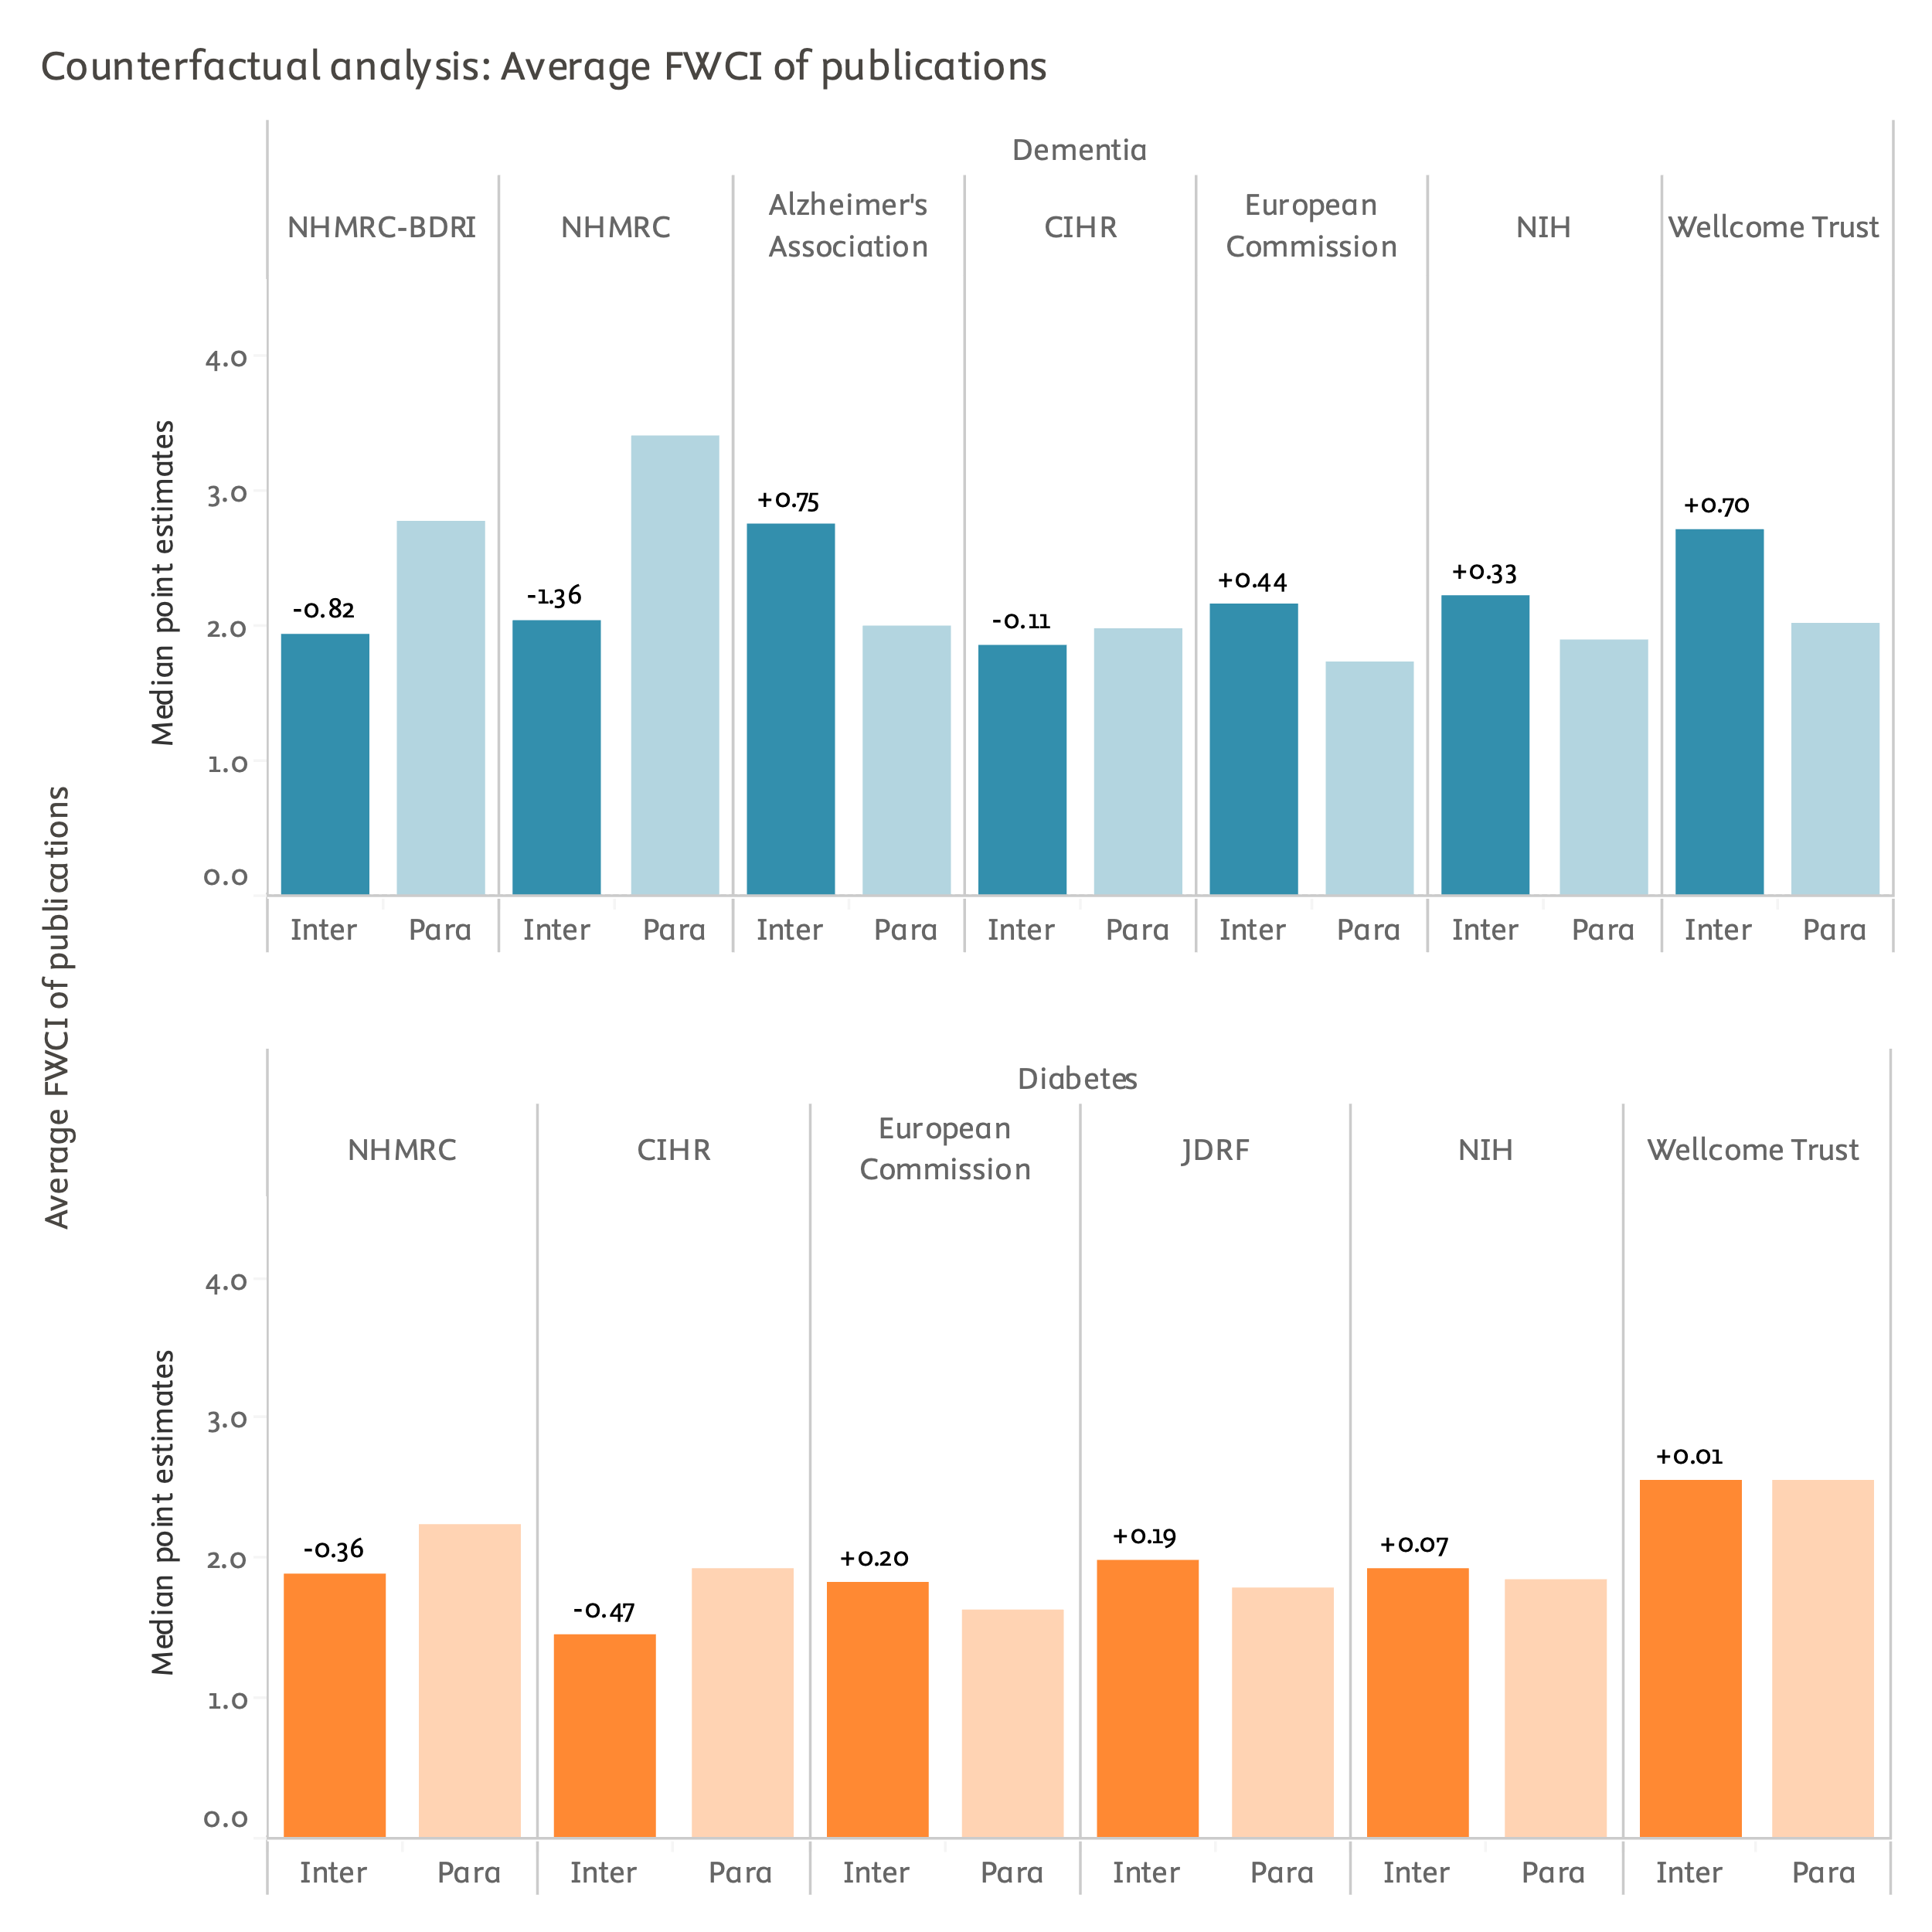 Counterfactual analysis: Average FWCI of publications
Average FWCI of publications
Dementia
NHMRC-BDRI
NHMRC
Alzheimer's
Association
CIHR
European
Commission
NIH
Wellcome Trust
Median point estimates
4.0
3.0
2.0
1.0
0.0
-0.82
-1.36
+0.75
-0.11
+0.44
+0.33
+0.70
Inter Para Inter Para Inter Para Inter Para Inter Para Inter Para Inter Para
Diabetes
NHMRC
CIHR
European
Commission
JDRF
NIH
Wellcome Trust
Median point estimates
4.0
3.0
2.0
1.0
0.0
-0.36
-0.47
+0.20
+0.19
+0.07
+0.01
Inter Para Inter Para Inter Para Inter Para Inter Para Inter Para